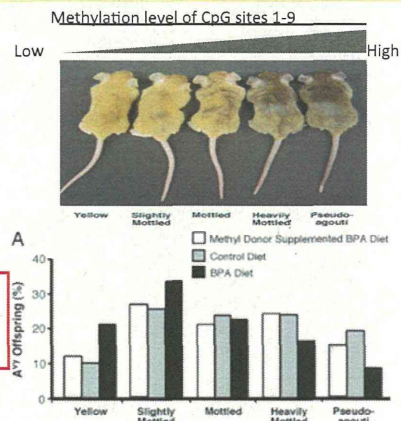 Methylation level of CpG sites 1-9
Low
High
Yellow
Slightly
Mottled
Mottled
Heavily
Mottled
Pseudo-
agouti
A
Methyl Donor Supplemented BPA Diet
Control Diet
BPA Diet
Aᵛʸ Offspring (%)
40
30
20
10
0
Yellow
Slightly
Mottled
Mottled
Heavily
Mottled
Pseudo-
agouti